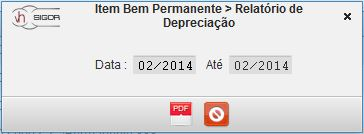 SIGOR
Item Bem Permanente > Relatório de
Depreciação
Data : 02/2014 Até 02/2014
PDF